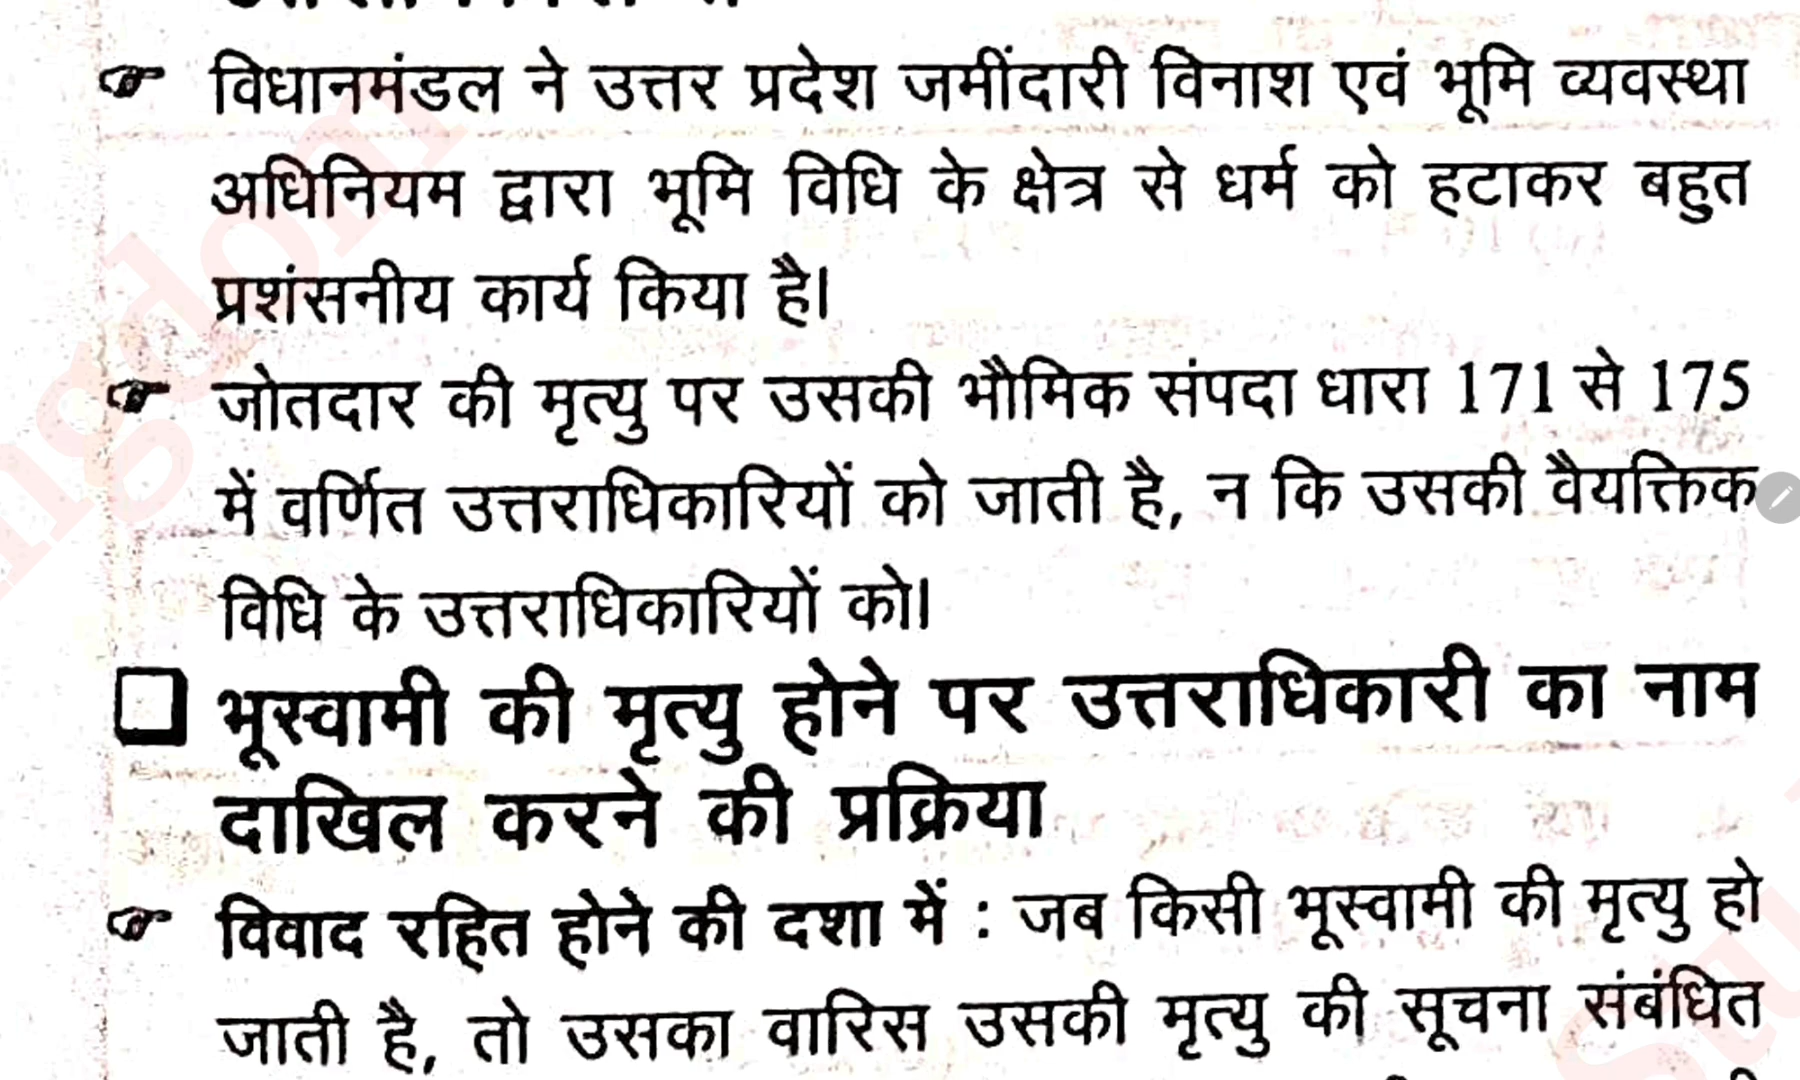 ☞ विधानमंडल ने उत्तर प्रदेश जमींदारी विनाश एवं भूमि व्यवस्था
अधिनियम द्वारा भूमि विधि के क्षेत्र से धर्म को हटाकर बहुत
प्रशंसनीय कार्य किया है।
☞ जोतदार की मृत्यु पर उसकी भौमिक संपदा धारा 171 से 175
में वर्णित उत्तराधिकारियों को जाती है, न कि उसकी वैयक्तिक
विधि के उत्तराधिकारियों को।
□ भूस्वामी की मृत्यु होने पर उत्तराधिकारी का नाम
दाखिल करने की प्रक्रिया
☞ विवाद रहित होने की दशा में : जब किसी भूस्वामी की मृत्यु हो
जाती है, तो उसका वारिस उसकी मृत्यु की सूचना संबंधित